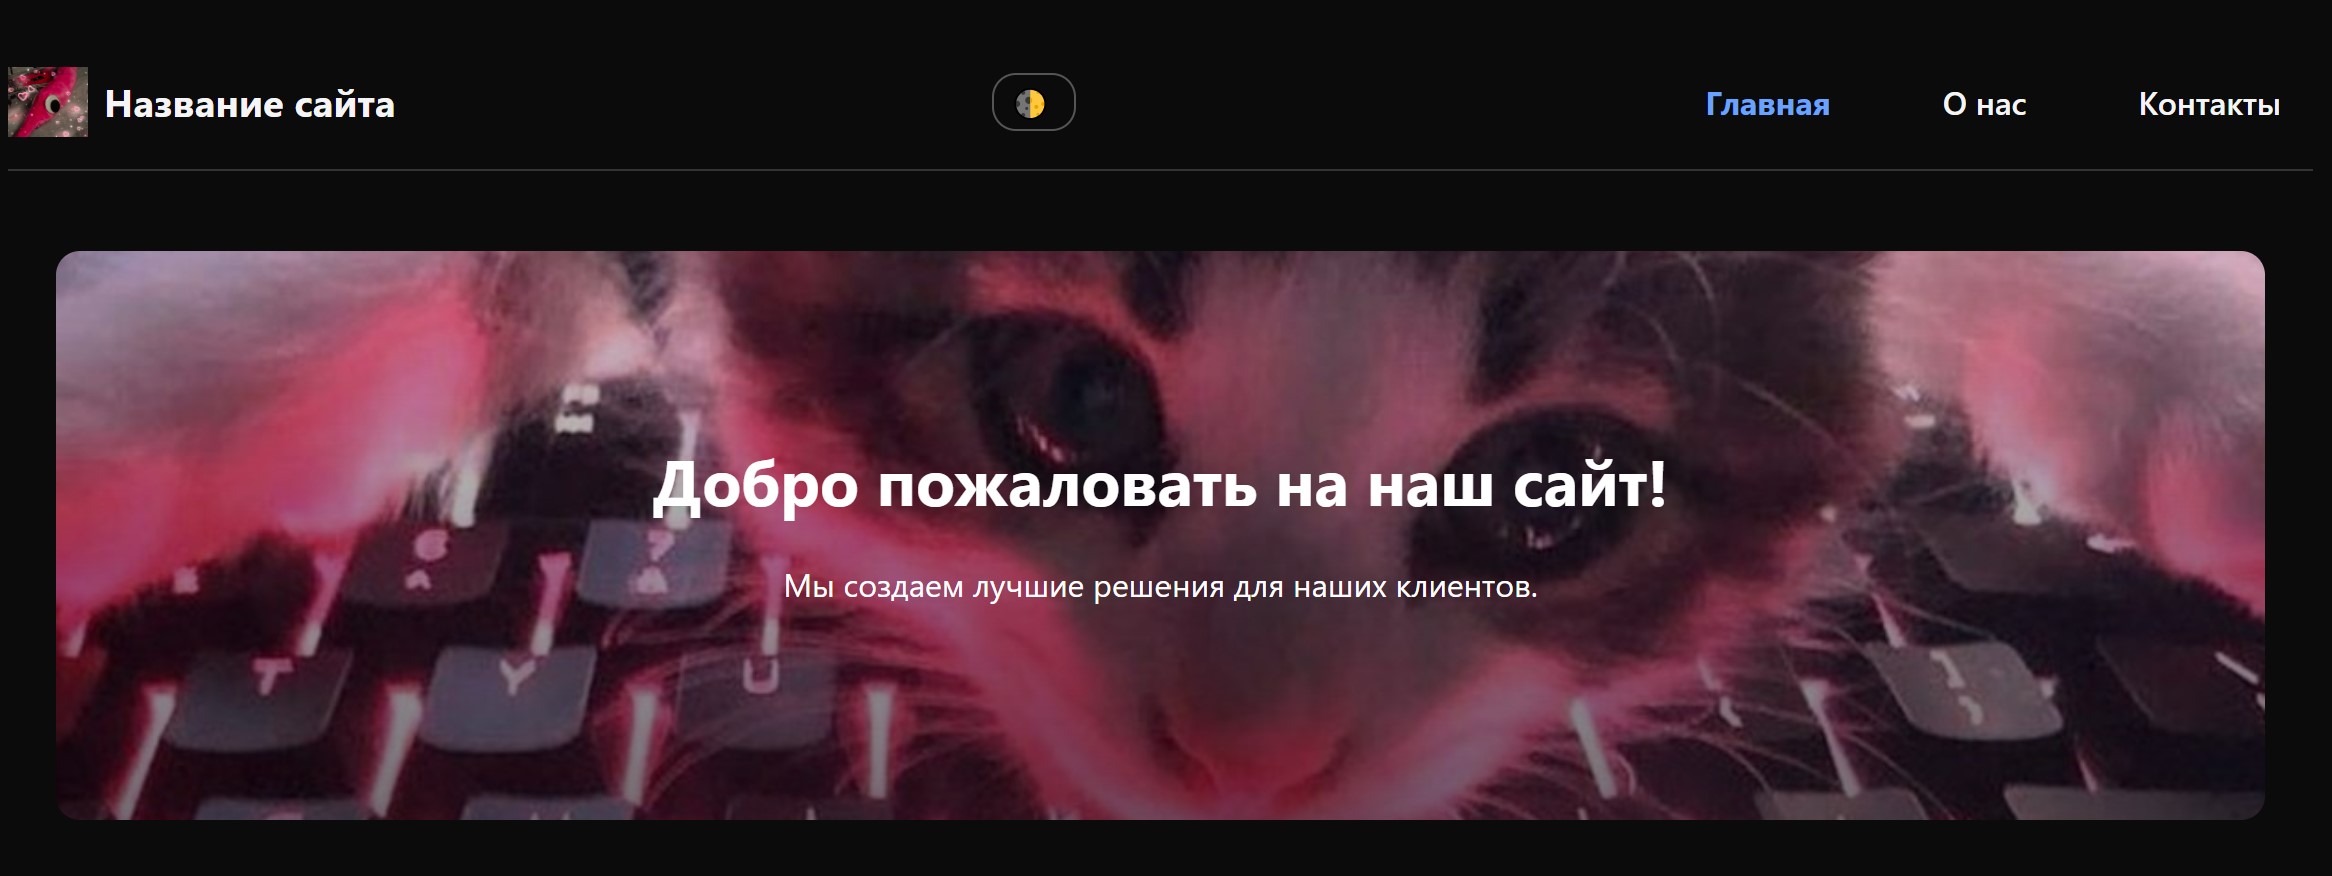 Название сайта
Главная
О нас
Контакты
Добро пожаловать на наш сайт!
Мы создаем лучшие решения для наших клиентов.
T Y U